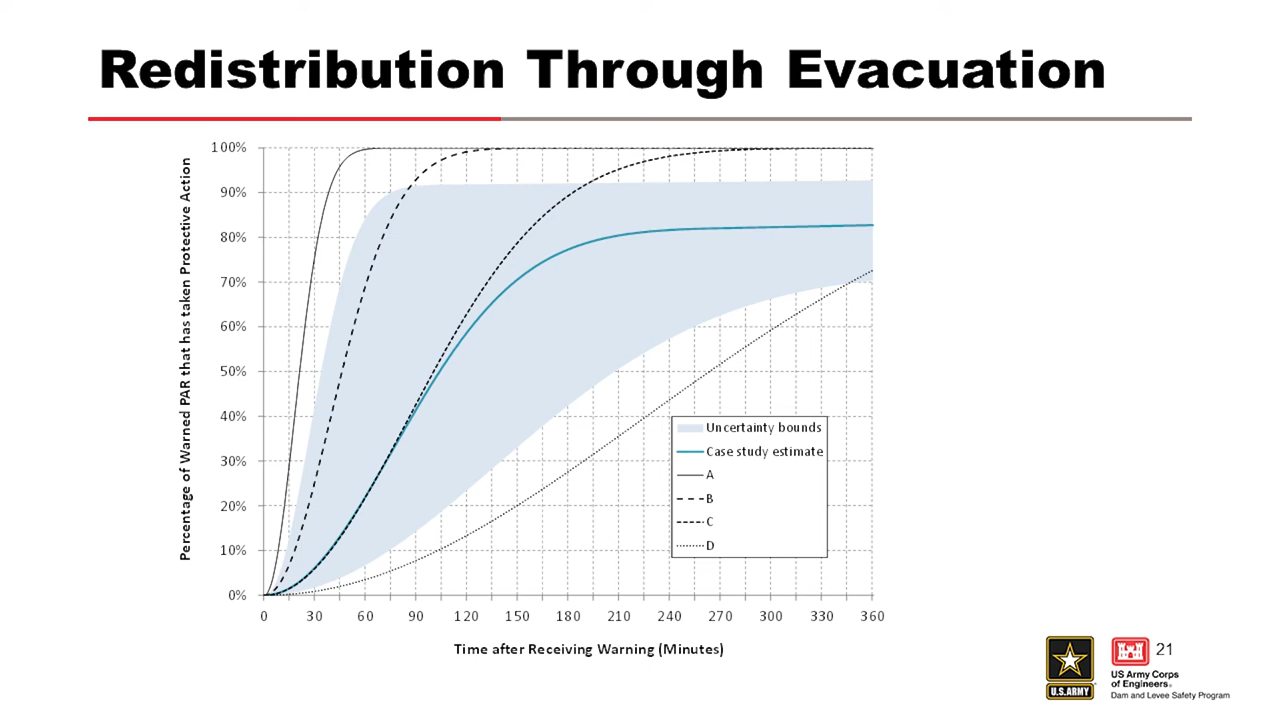 Redistribution Through Evacuation
Percentage of Warned PAR that has taken Protective Action
100%
90%
80%
70%
60%
50%
40%
30%
20%
10%
0%
Uncertainty bounds
Case study estimate
A
B
C
D
0 30 60 90 120 150 180 210 240 270 300 330 360
Time after Receiving Warning (Minutes)
U.S.ARMY
21
US Army Corps
of Engineers®
Dam and Levee Safety Program